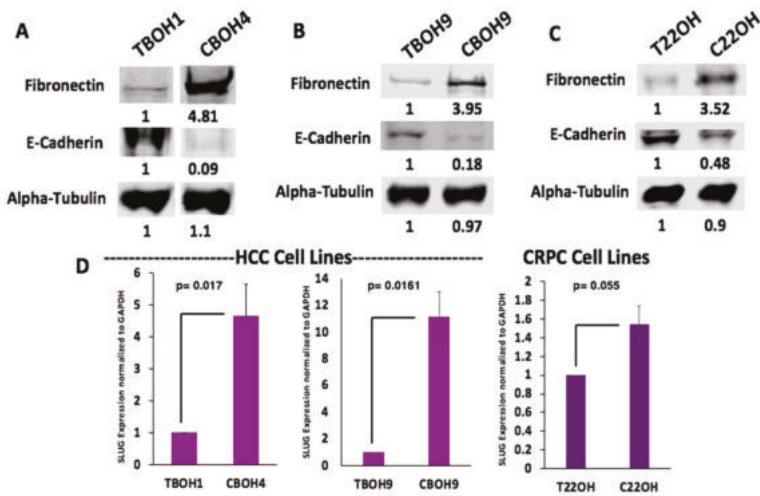 A
TBOH1 CBOH4
Fibronectin
1 4.81
E-Cadherin
1 0.09
Alpha-Tubulin
1 1.1
B
TBOH9 CBOH9
Fibronectin
1 3.95
E-Cadherin
1 0.18
Alpha-Tubulin
1 0.97
C
T22OH C22OH
Fibronectin
1 3.52
E-Cadherin
1 0.48
Alpha-Tubulin
1 0.9
D
HCC Cell Lines
CRPC Cell Lines
SLUG Expression normalized to GAPDH
6
5
4
3
2
1
0
p= 0.017
TBOH1 CBOH4
SLUG Expression normalized to GAPDH
14
12
10
8
6
4
2
0
p= 0.0161
TBOH9 CBOH9
SLUG Expression normalized to GAPDH
2
1.8
1.6
1.4
1.2
1
0.8
0.6
0.4
0.2
0
p= 0.055
T22OH C22OH